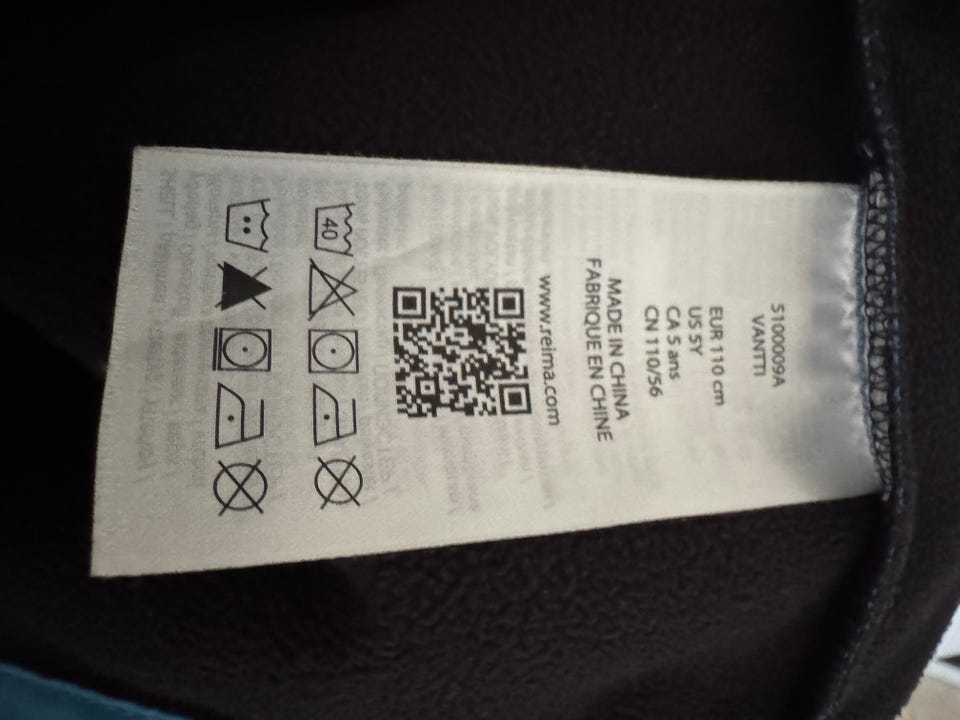 5100009A
VANTTI
EUR 110 cm
US 5Y
CA 5 ans
CN 110/56
MADE IN CHINA
FABRIQUE EN CHINE
www.reima.com
40